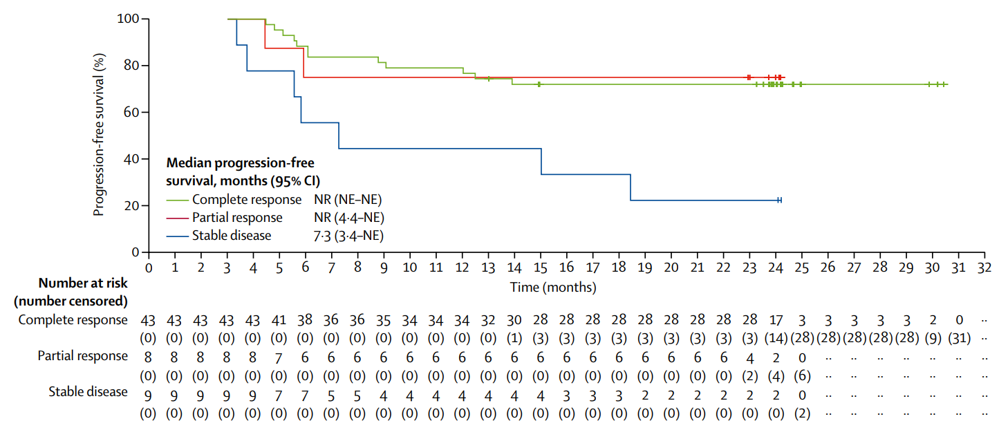 100
80
60
40
20
0
Progression-free survival (%)
Median progression-free
survival, months (95% CI)
Complete response NR (NE–NE)
Partial response NR (4·4–NE)
Stable disease 7·3 (3·4–NE)
0 1 2 3 4 5 6 7 8 9 10 11 12 13 14 15 16 17 18 19 20 21 22 23 24 25 26 27 28 29 30 31 32
Time (months)
Number at risk
(number censored)
Complete response 43 43 43 43 43 41 38 36 36 35 34 34 34 32 30 28 28 28 28 28 28 28 28 28 17 3 3 3 3 3 2 0 ··
(0) (0) (0) (0) (0) (0) (0) (0) (0) (0) (0) (0) (0) (0) (1) (3) (3) (3) (3) (3) (3) (3) (3) (3) (14) (28) (28) (28) (28) (28) (9) (31) ··
Partial response 8 8 8 8 8 7 6 6 6 6 6 6 6 6 6 6 6 6 6 6 6 6 6 4 2 0 ·· ·· ·· ·· ·· ·· ··
(0) (0) (0) (0) (0) (0) (0) (0) (0) (0) (0) (0) (0) (0) (0) (0) (0) (0) (0) (0) (0) (0) (0) (2) (4) (6) ·· ·· ·· ·· ·· ·· ··
Stable disease 9 9 9 9 9 7 7 5 5 4 4 4 4 4 4 4 3 3 3 2 2 2 2 2 2 0 ·· ·· ·· ·· ·· ·· ··
(0) (0) (0) (0) (0) (0) (0) (0) (0) (0) (0) (0) (0) (0) (0) (0) (0) (0) (0) (0) (0) (0) (0) (0) (0) (2) ·· ·· ·· ·· ·· ·· ··